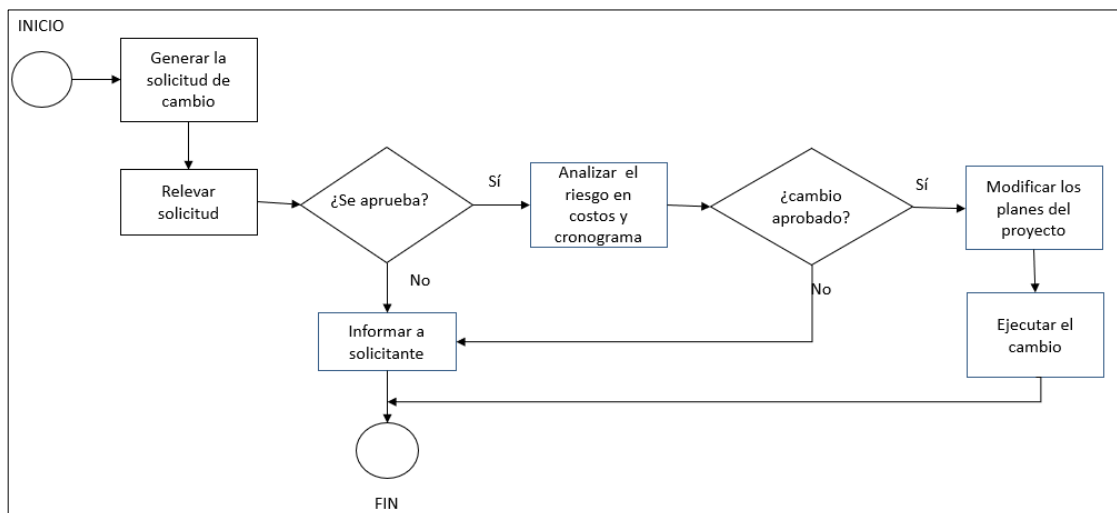 INICIO
Generar la
solicitud de
cambio
Relevar
solicitud
¿Se aprueba?
Sí
Analizar el
riesgo en
costos y
cronograma
¿cambio
aprobado?
Sí
Modificar los
planes del
proyecto
No
Informar a
solicitante
No
Ejecutar el
cambio
FIN